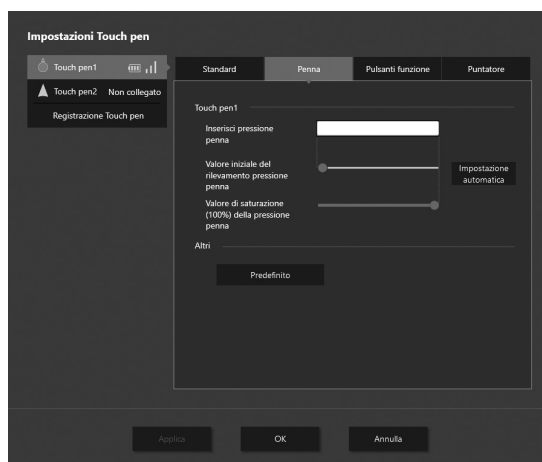 Impostazioni Touch pen
Touch pen1
Touch pen2 Non collegato
Registrazione Touch pen
Standard Penna Pulsanti funzione Puntatore
Touch pen1
Inserisci pressione
penna
Valore iniziale del
rilevamento pressione
penna
Impostazione
automatica
Valore di saturazione
(100%) della pressione
penna
Altri
Predefinito
Applica OK Annulla